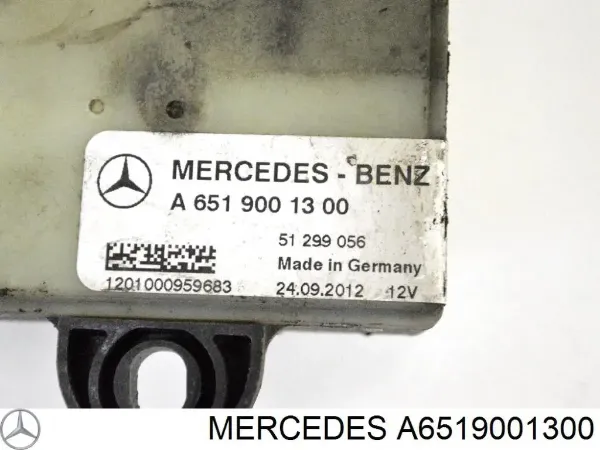 MERCEDES - BENZ
A 651 900 13 00
51 299 056
Made in Germany
1201000959683
24.09.2012 12V
MERCEDES A6519001300